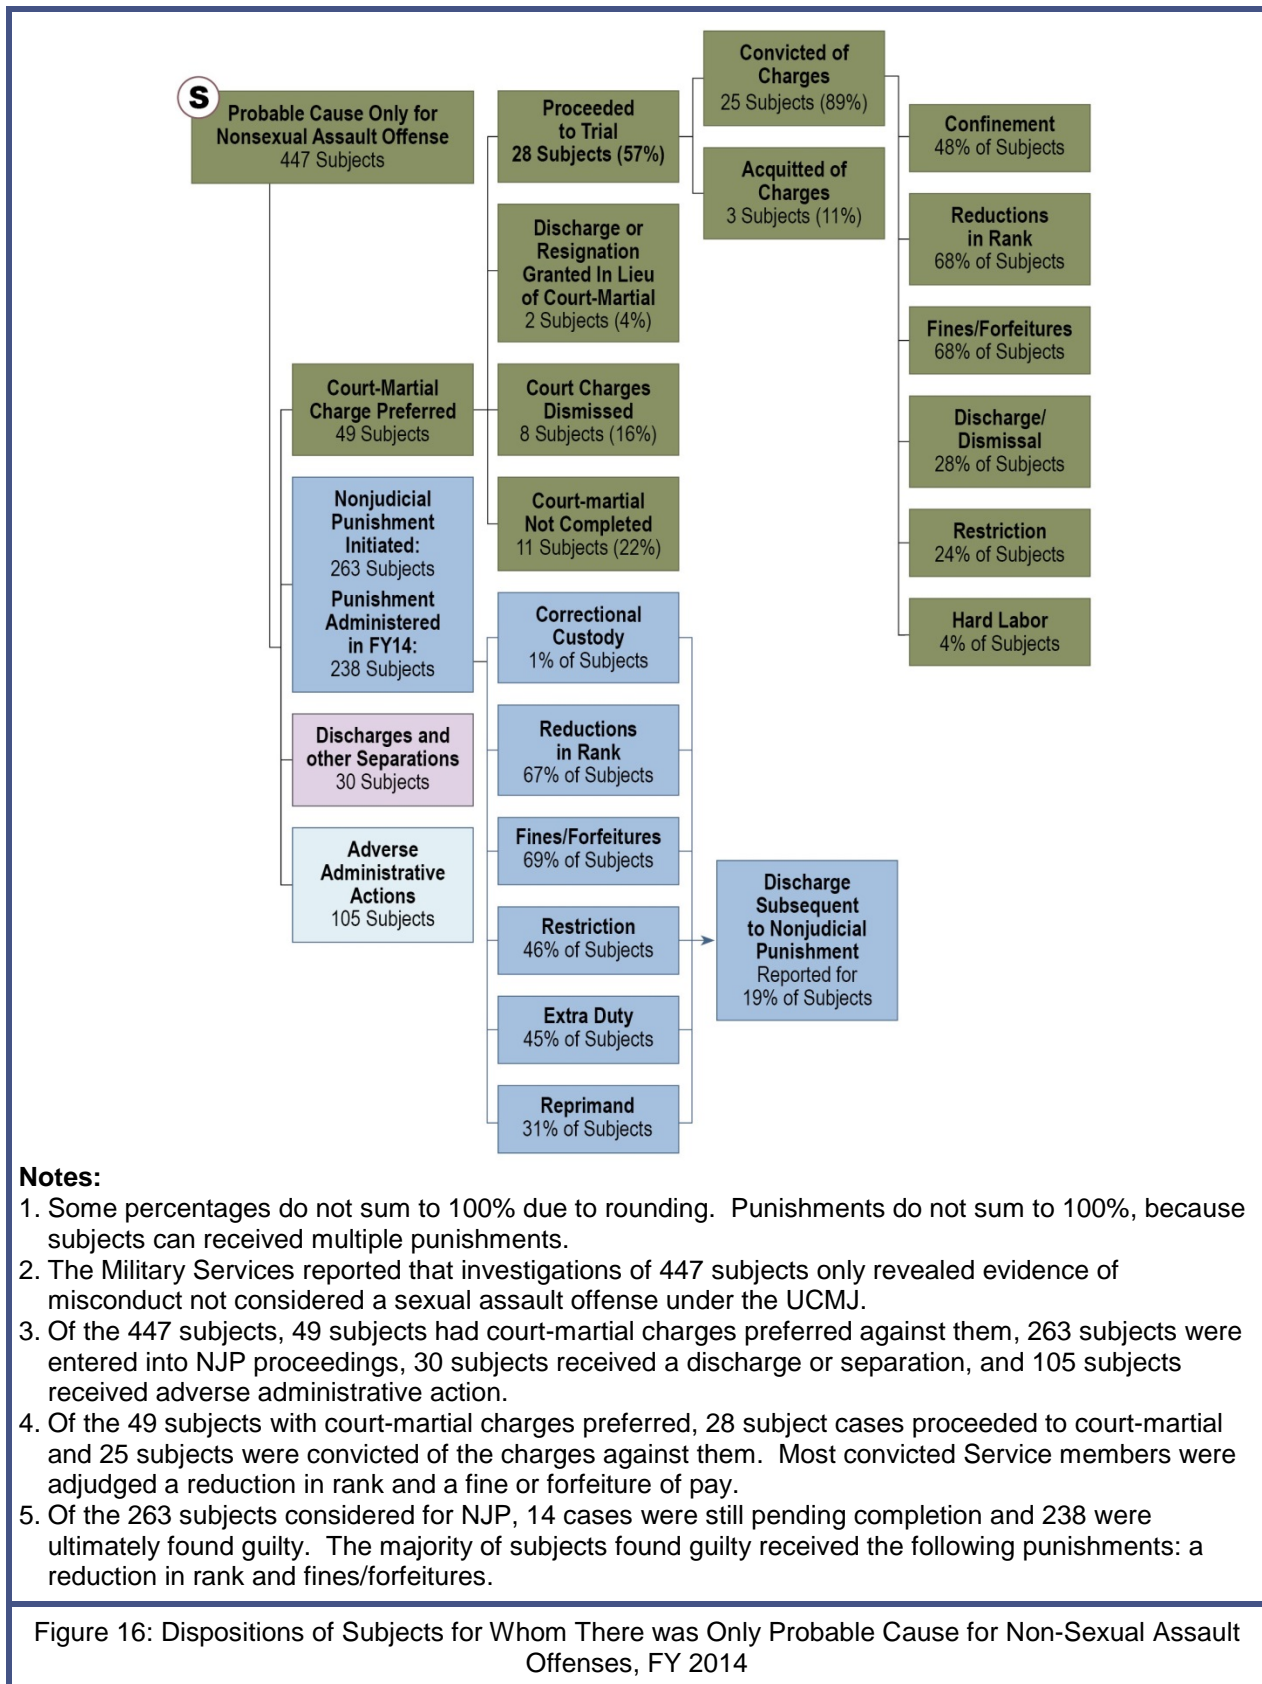 S
Probable Cause Only for
Nonsexual Assault Offense
447 Subjects
Court-Martial
Charge Preferred
49 Subjects
Nonjudicial
Punishment
Initiated:
263 Subjects
Punishment
Administered
in FY14:
238 Subjects
Discharges and
other Separations
30 Subjects
Adverse
Administrative
Actions
105 Subjects
Proceeded
to Trial
28 Subjects (57%)
Discharge or
Resignation
Granted In Lieu
of Court-Martial
2 Subjects (4%)
Court Charges
Dismissed
8 Subjects (16%)
Court-martial
Not Completed
11 Subjects (22%)
Convicted of
Charges
25 Subjects (89%)
Acquitted of
Charges
3 Subjects (11%)
Confinement
48% of Subjects
Reductions
in Rank
68% of Subjects
Fines/Forfeitures
68% of Subjects
Discharge/
Dismissal
28% of Subjects
Restriction
24% of Subjects
Hard Labor
4% of Subjects
Correctional
Custody
1% of Subjects
Reductions
in Rank
67% of Subjects
Fines/Forfeitures
69% of Subjects
Restriction
46% of Subjects
Extra Duty
45% of Subjects
Reprimand
31% of Subjects
Discharge
Subsequent
to Nonjudicial
Punishment
Reported for
19% of Subjects
Notes:
1. Some percentages do not sum to 100% due to rounding. Punishments do not sum to 100%, because
subjects can received multiple punishments.
2. The Military Services reported that investigations of 447 subjects only revealed evidence of
misconduct not considered a sexual assault offense under the UCMJ.
3. Of the 447 subjects, 49 subjects had court-martial charges preferred against them, 263 subjects were
entered into NJP proceedings, 30 subjects received a discharge or separation, and 105 subjects
received adverse administrative action.
4. Of the 49 subjects with court-martial charges preferred, 28 subject cases proceeded to court-martial
and 25 subjects were convicted of the charges against them. Most convicted Service members were
adjudged a reduction in rank and a fine or forfeiture of pay.
5. Of the 263 subjects considered for NJP, 14 cases were still pending completion and 238 were
ultimately found guilty. The majority of subjects found guilty received the following punishments: a
reduction in rank and fines/forfeitures.
Figure 16: Dispositions of Subjects for Whom There was Only Probable Cause for Non-Sexual Assault
Offenses, FY 2014